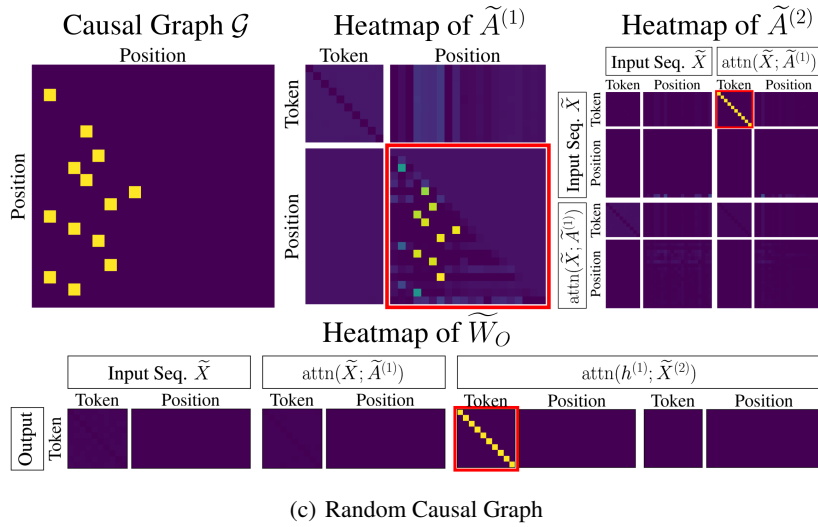 Causal Graph 𝒢
Position
Position
Heatmap of Ã⁽¹⁾
Token
Position
Token
Position
Heatmap of Ã⁽²⁾
Input Seq. X̃
attn(X̃; Ã⁽¹⁾)
Token
Position
Token
Position
Input Seq. X̃
Token
Position
attn(X̃; Ã⁽¹⁾)
Token
Position
Heatmap of W̃_O
Input Seq. X̃
attn(X̃; Ã⁽¹⁾)
attn(h⁽¹⁾; X̃⁽²⁾)
Token
Position
Token
Position
Token
Position
Token
Position
Output
Token
(c) Random Causal Graph